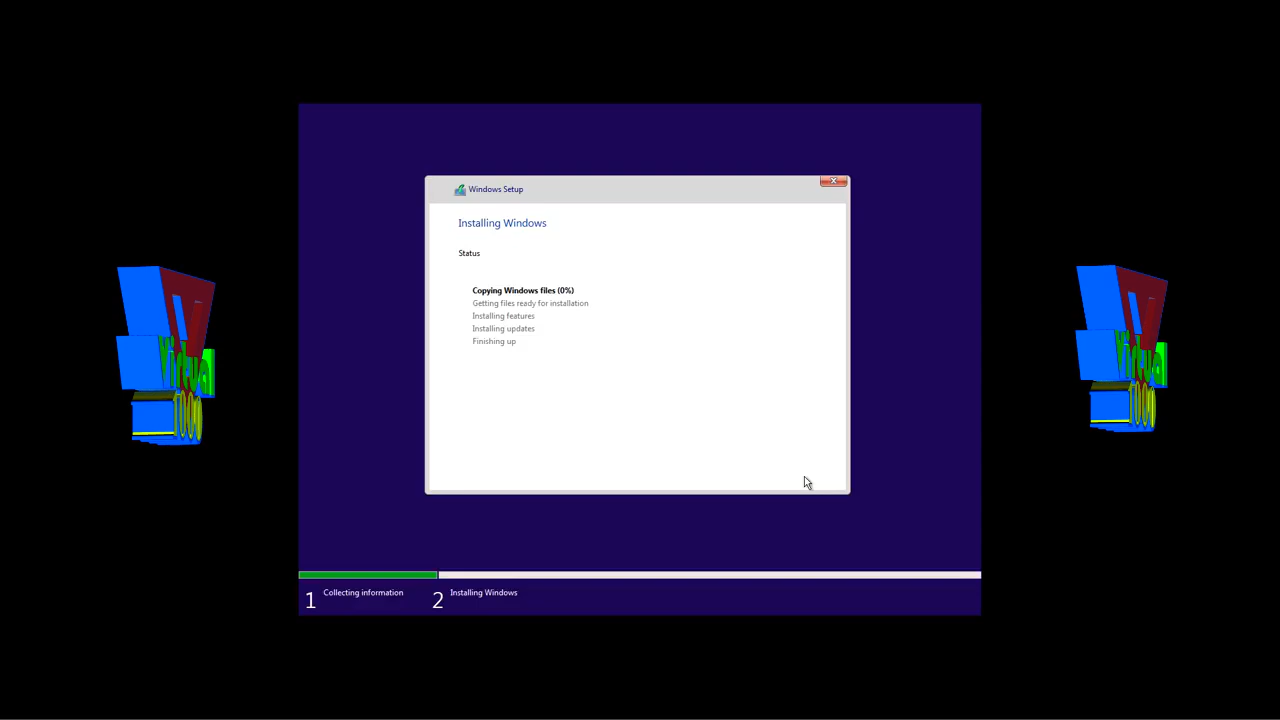 Windows Setup
Installing Windows
Status
Copying Windows files (0%)
Getting files ready for installation
Installing features
Installing updates
Finishing up
1 Collecting information
2 Installing Windows